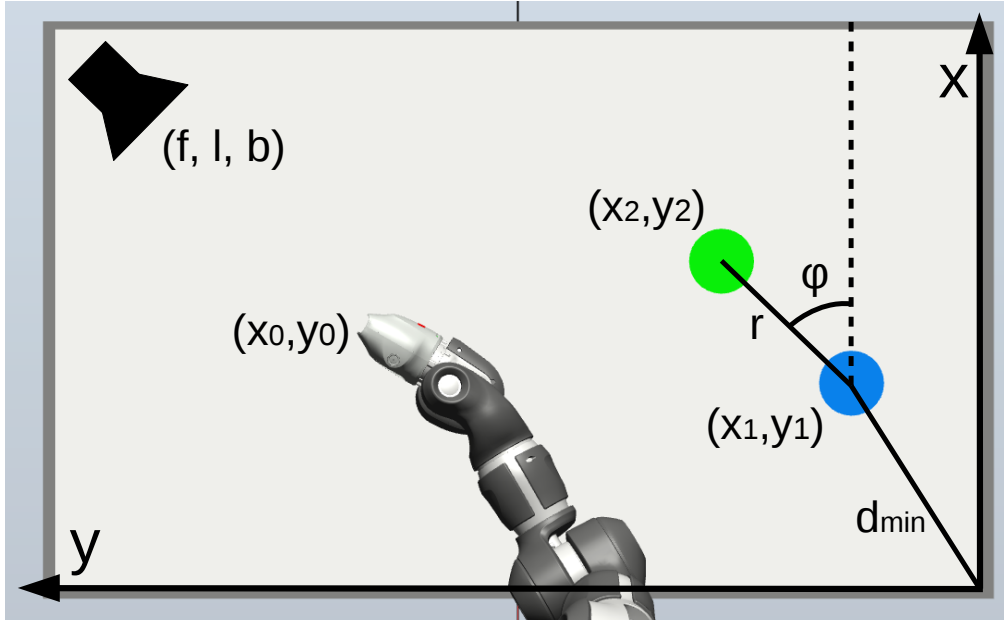 x
(f, l, b)
(x2,y2)
φ
(x0,y0)
r
(x1,y1)
dmin
y